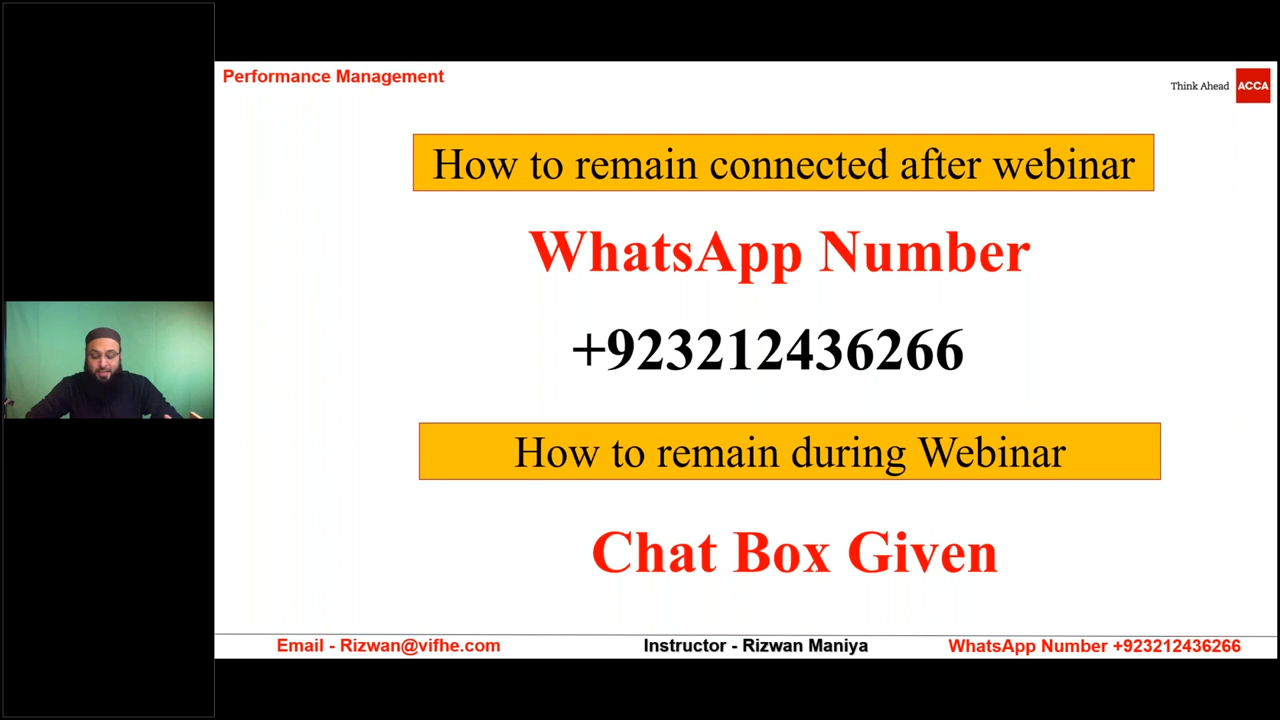 Performance Management
Think Ahead ACCA
How to remain connected after webinar
WhatsApp Number
+923212436266
How to remain during Webinar
Chat Box Given
Email - Rizwan@vifhe.com
Instructor - Rizwan Maniya
WhatsApp Number +923212436266